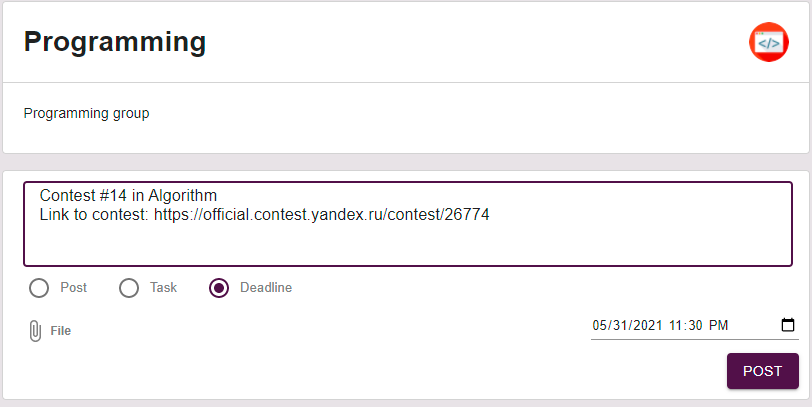 Programming
</>
Programming group
Contest #14 in Algorithm
Link to contest: https://official.contest.yandex.ru/contest/26774
Post Task Deadline
File
05/31/2021 11:30 PM
POST